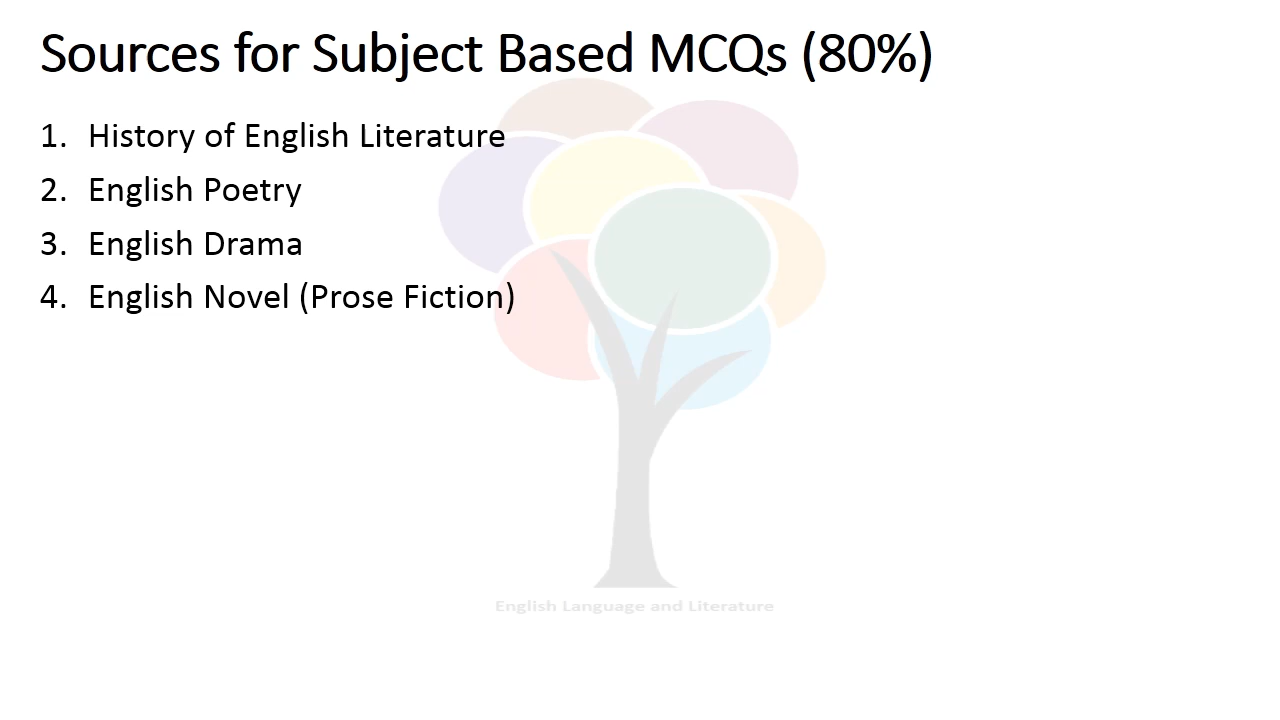 Sources for Subject Based MCQs (80%)
1. History of English Literature
2. English Poetry
3. English Drama
4. English Novel (Prose Fiction)
English Language and Literature